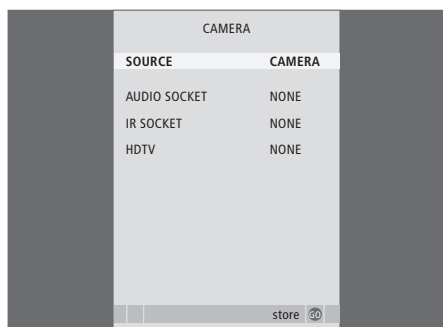 CAMERA
SOURCE CAMERA
AUDIO SOCKET NONE
IR SOCKET NONE
HDTV NONE
store GO